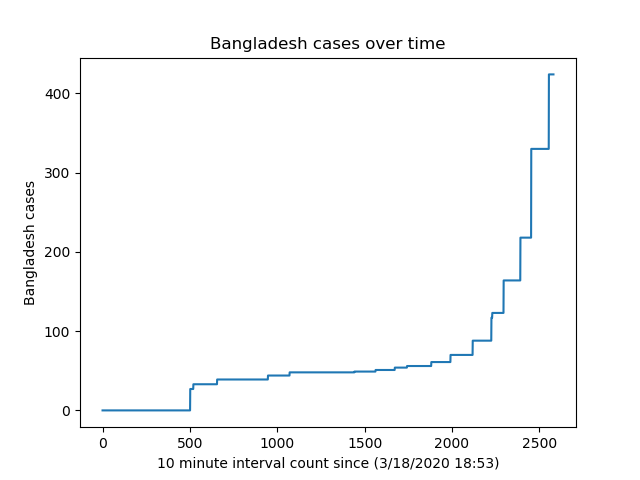 Bangladesh cases over time
400
300
200
100
0
Bangladesh cases
0 500 1000 1500 2000 2500
10 minute interval count since (3/18/2020 18:53)